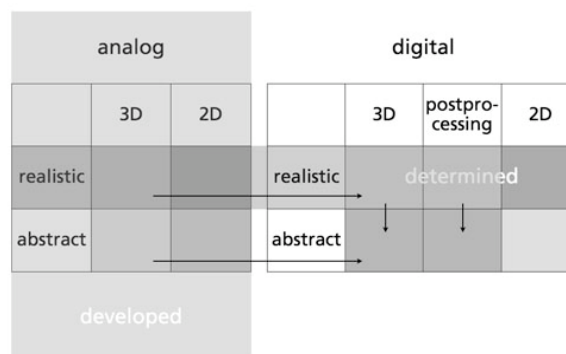 analog digital
3D 2D 3D postpro-
cessing 2D
realistic realistic determined
abstract abstract
developed